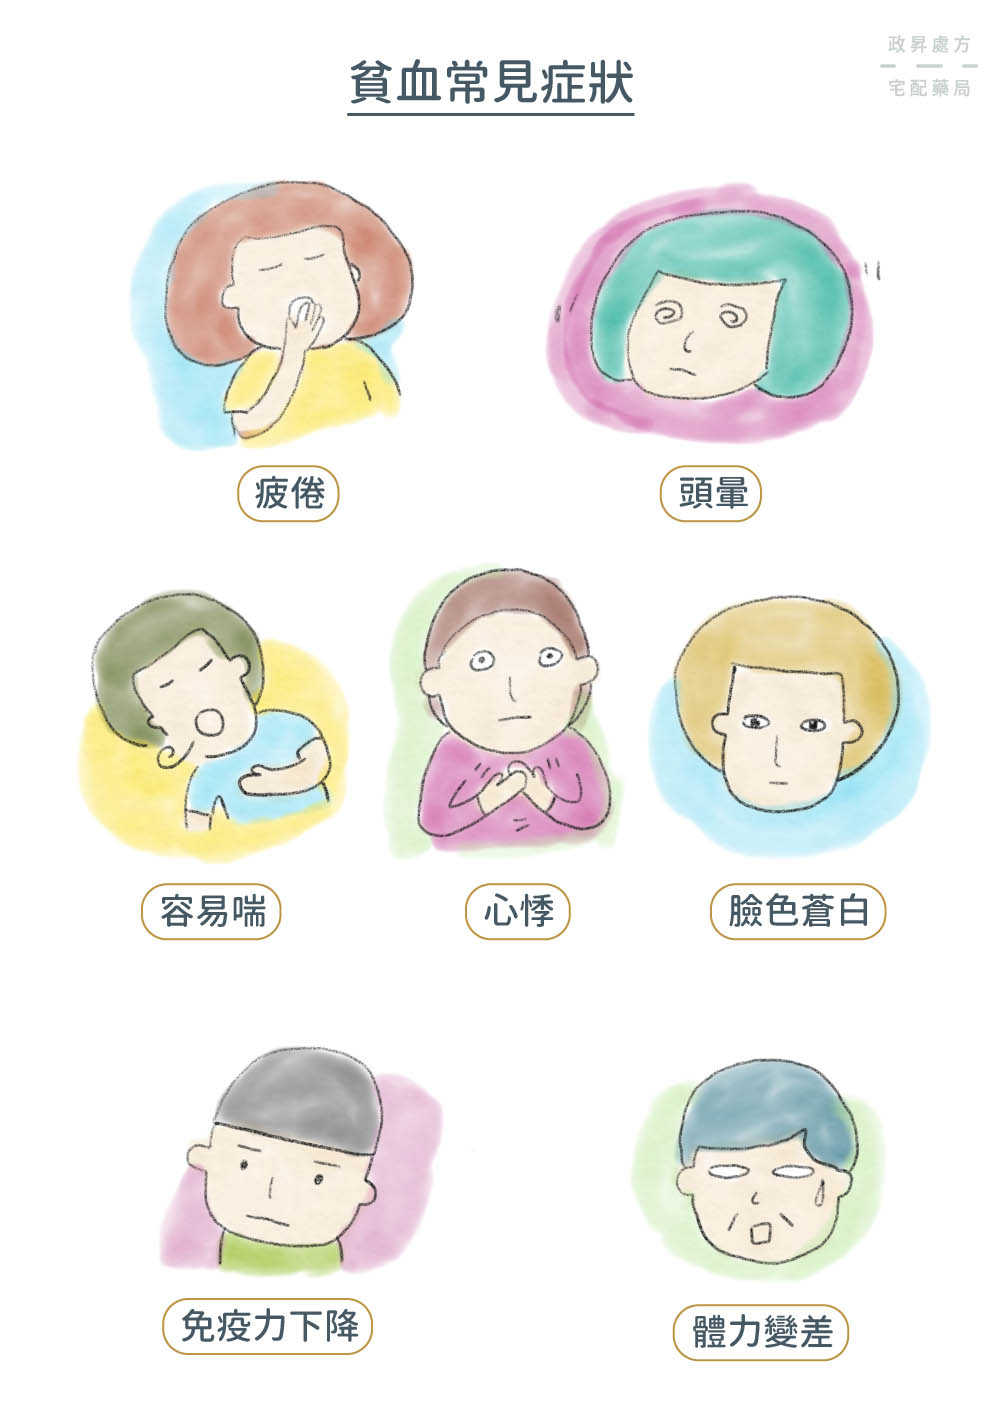 政昇處方
宅配藥局
貧血常見症狀
疲倦
頭暈
容易喘
心悸
臉色蒼白
免疫力下降
體力變差